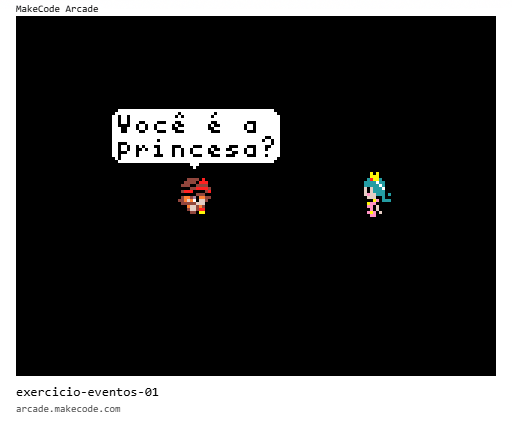 MakeCode Arcade
Você é a
princesa?
exercicio-eventos-01
arcade.makecode.com